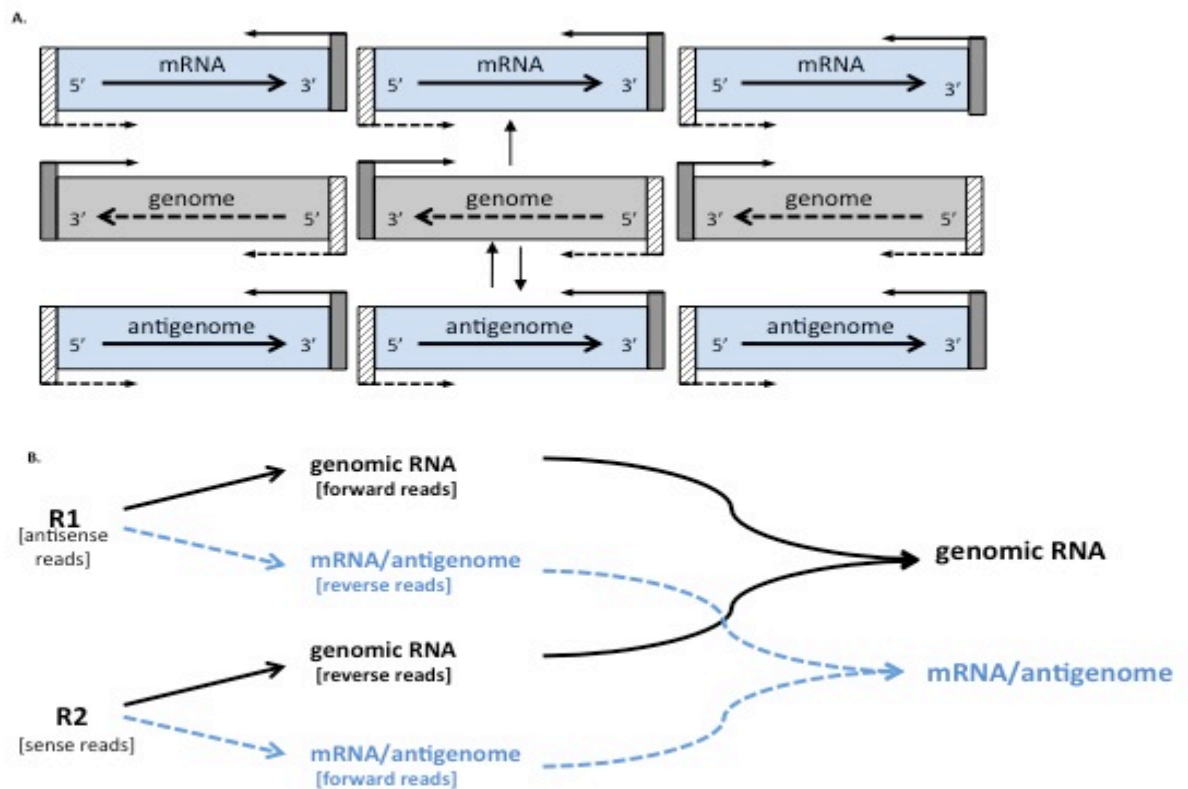 A.
mRNA mRNA mRNA
5′ 3′ 5′ 3′ 5′ 3′
genome genome genome
3′ 5′ 3′ 5′ 3′ 5′
antigenome antigenome antigenome
5′ 3′ 5′ 3′ 5′ 3′
B.
genomic RNA
[forward reads]
R1
[antisense
reads]
mRNA/antigenome
[reverse reads]
genomic RNA
genomic RNA
[reverse reads]
mRNA/antigenome
R2
[sense reads]
mRNA/antigenome
[forward reads]